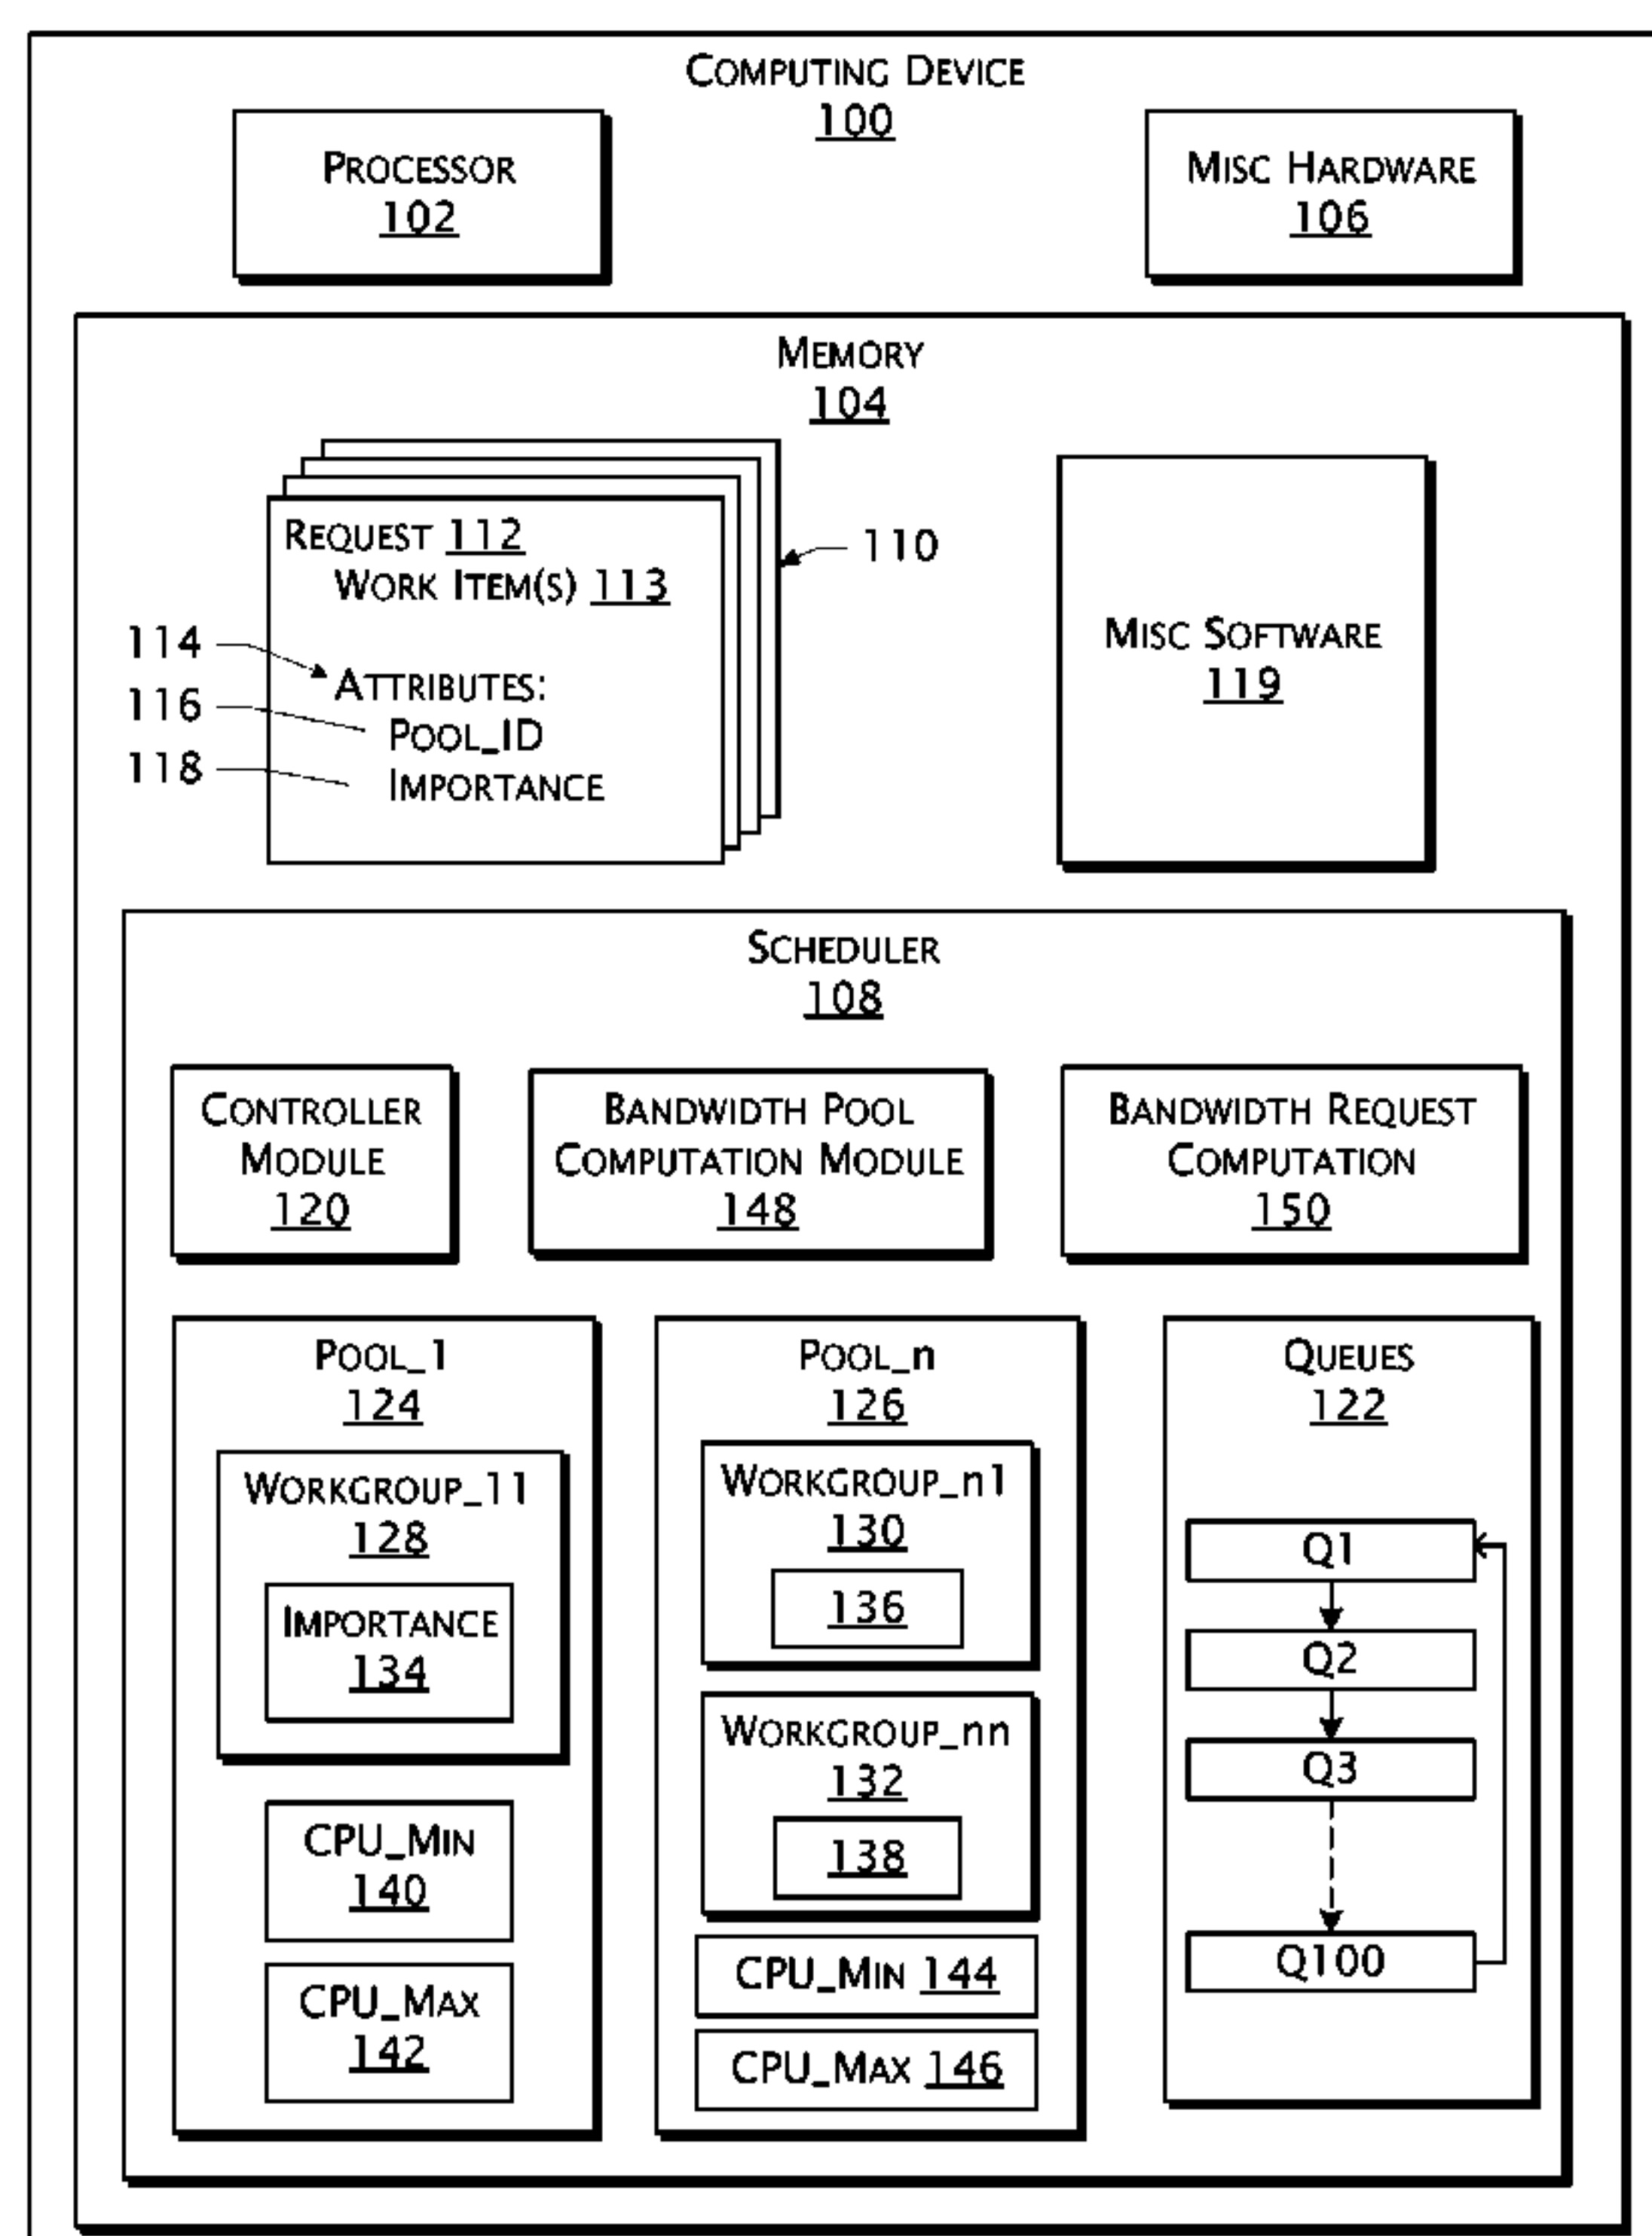 COMPUTING DEVICE
100
PROCESSOR
102
MISC HARDWARE
106
MEMORY
104
REQUEST 112
WORK ITEM(S) 113
110
114
ATTRIBUTES:
116
POOL_ID
118
IMPORTANCE
MISC SOFTWARE
119
SCHEDULER
108
CONTROLLER
MODULE
120
BANDWIDTH POOL
COMPUTATION MODULE
148
BANDWIDTH REQUEST
COMPUTATION
150
POOL_1
124
WORKGROUP_11
128
IMPORTANCE
134
CPU_MIN
140
CPU_MAX
142
POOL_n
126
WORKGROUP_n1
130
136
WORKGROUP_nn
132
138
CPU_MIN 144
CPU_MAX 146
QUEUES
122
Q1
Q2
Q3
Q100